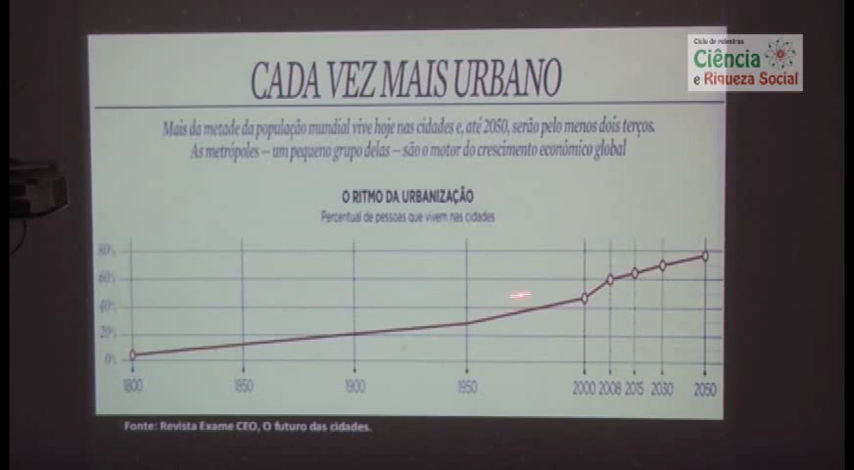 Ciclo de palestras
Ciência
e Riqueza Social
CADA VEZ MAIS URBANO
Mais da metade da população mundial vive hoje nas cidades e, até 2050, serão pelo menos dois terços.
As metrópoles – um pequeno grupo delas – são o motor do crescimento econômico global
O RITMO DA URBANIZAÇÃO
Percentual de pessoas que vivem nas cidades
80%
60%
40%
20%
0%
1800 1850 1900 1950 2000 2008 2015 2030 2050
Fonte: Revista Exame CEO, O futuro das cidades.